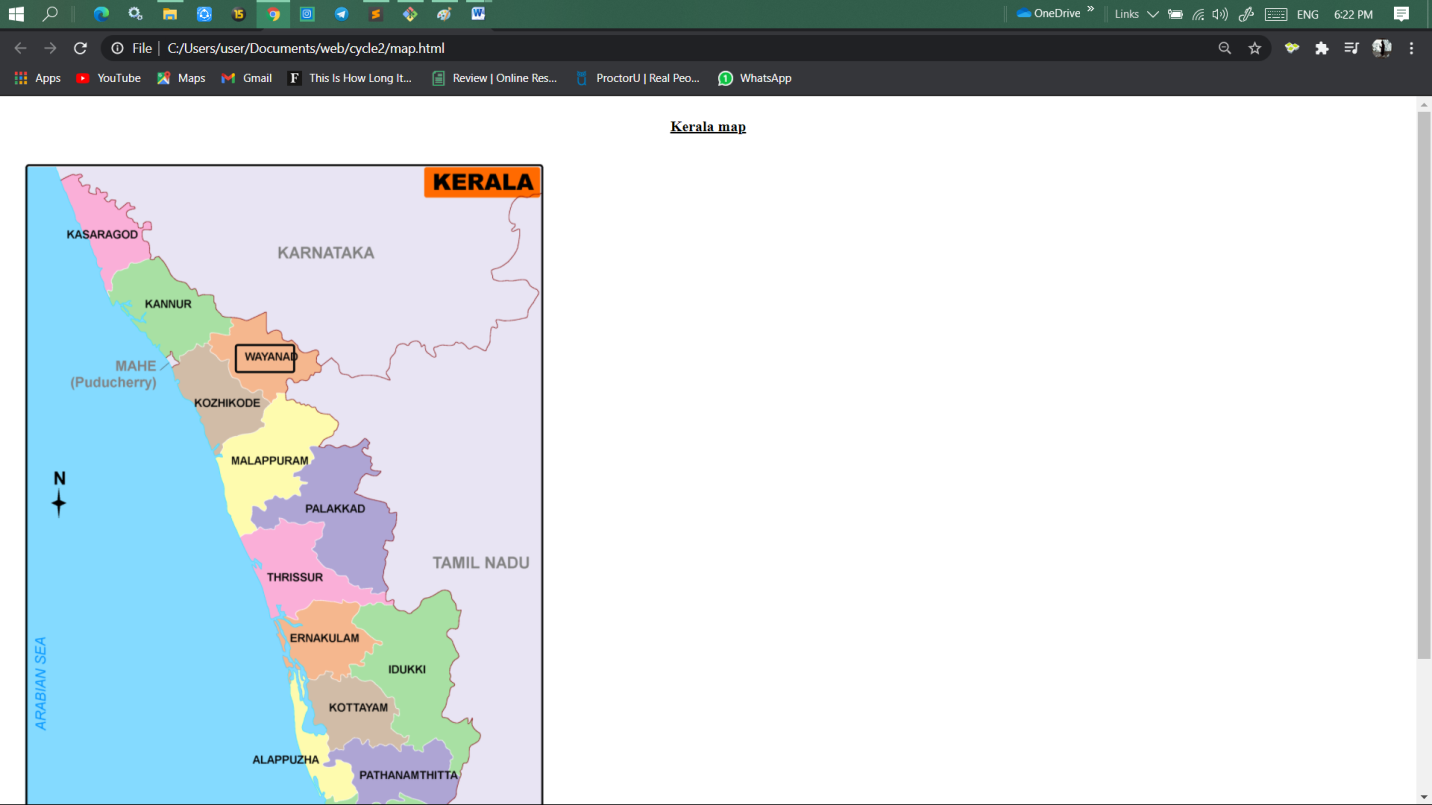 OneDrive » Links ENG 6:22 PM
File | C:/Users/user/Documents/web/cycle2/map.html
Apps YouTube Maps Gmail This Is How Long It... Review | Online Res... ProctorU | Real Peo... WhatsApp
Kerala map
KERALA
KASARAGOD
KARNATAKA
KANNUR
WAYANAD
MAHE
(Puducherry)
KOZHIKODE
MALAPPURAM
N
PALAKKAD
TAMIL NADU
THRISSUR
ERNAKULAM
ARABIAN SEA
IDUKKI
KOTTAYAM
ALAPPUZHA
PATHANAMTHITTA